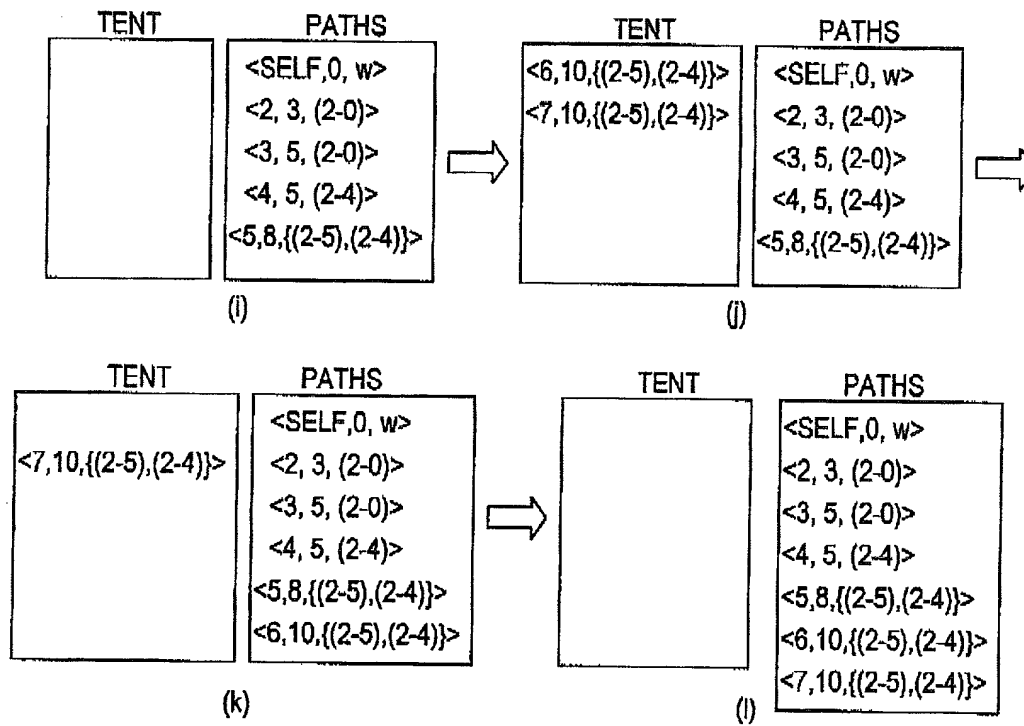 TENT PATHS
<SELF,0, w>
<2, 3, (2-0)>
<3, 5, (2-0)>
<4, 5, (2-4)>
<5,8,{(2-5),(2-4)}>
(i)
TENT PATHS
<6,10,{(2-5),(2-4)}>
<7,10,{(2-5),(2-4)}>
<SELF,0, w>
<2, 3, (2-0)>
<3, 5, (2-0)>
<4, 5, (2-4)>
<5,8,{(2-5),(2-4)}>
(j)
TENT PATHS
<7,10,{(2-5),(2-4)}>
<SELF,0, w>
<2, 3, (2-0)>
<3, 5, (2-0)>
<4, 5, (2-4)>
<5,8,{(2-5),(2-4)}>
<6,10,{(2-5),(2-4)}>
(k)
TENT PATHS
<SELF,0, w>
<2, 3, (2-0)>
<3, 5, (2-0)>
<4, 5, (2-4)>
<5,8,{(2-5),(2-4)}>
<6,10,{(2-5),(2-4)}>
<7,10,{(2-5),(2-4)}>
(l)